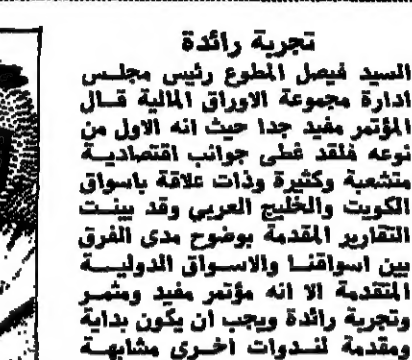 تجربة رائدة
السيد فيصل المطوع رئيس مجلس
ادارة مجموعة الاوراق المالية قال
المؤتمر مفيد جدا حيث انه الاول من
نوعه فلقد غطى جوانب اقتصادية
متشعبة وكثيرة وذات علاقة باسواق
الكويت والخليج العربي وقد بينت
التقارير المقدمة بوضوح مدى الفرق
بين اسواقنا والاسواق الدولية
المتقدمة الا انه مؤتمر مفيد ومثمر
وتجربة رائدة ويجب ان يكون بداية
ومقدمة لندوات اخرى مشابهة